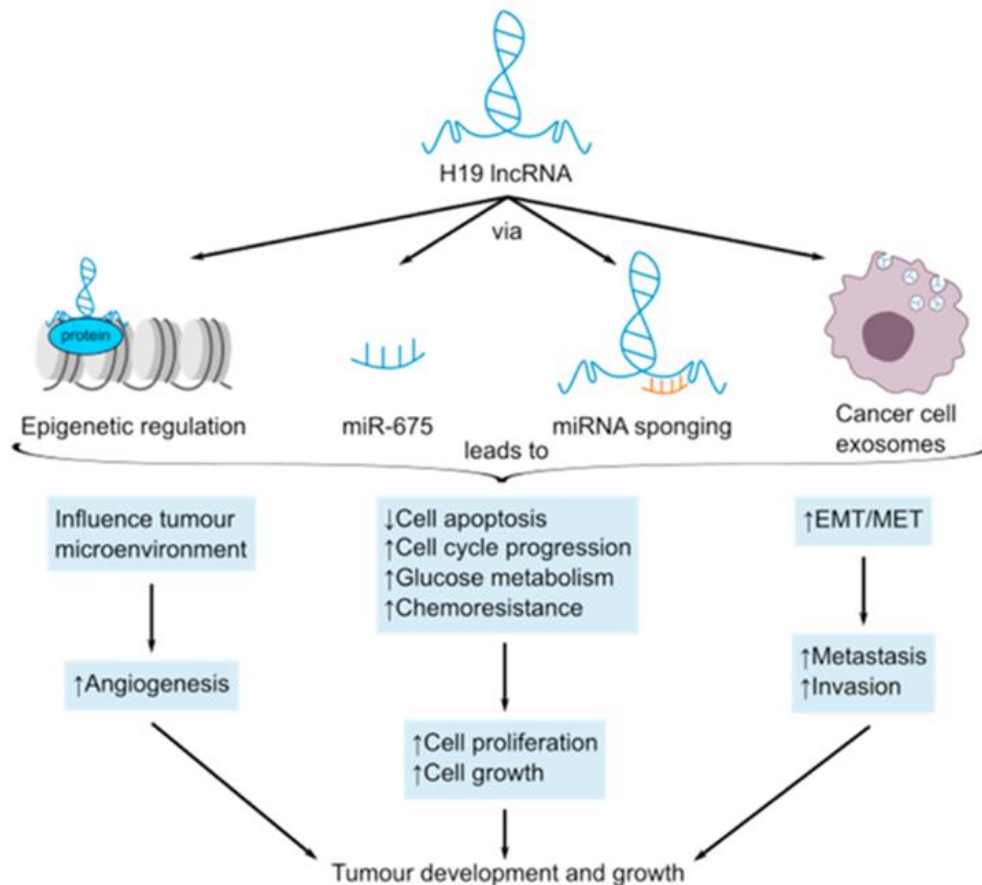 H19 lncRNA
via
protein
Epigenetic regulation
miR-675
miRNA sponging
Cancer cell
exosomes
leads to
Influence tumour
microenvironment
↑Angiogenesis
↓Cell apoptosis
↑Cell cycle progression
↑Glucose metabolism
↑Chemoresistance
↑Cell proliferation
↑Cell growth
↑EMT/MET
↑Metastasis
↑Invasion
Tumour development and growth